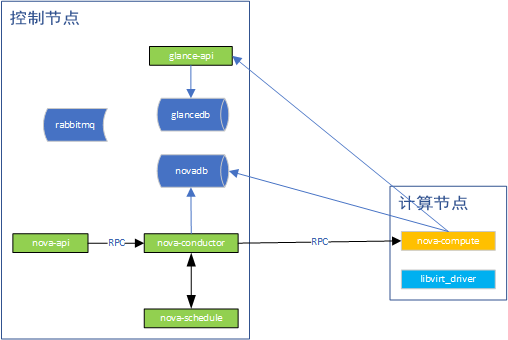 控制节点
glance-api
glancedb
rabbitmq
novadb
计算节点
nova-api
RPC
nova-conductor
RPC
nova-compute
libvirt_driver
nova-schedule